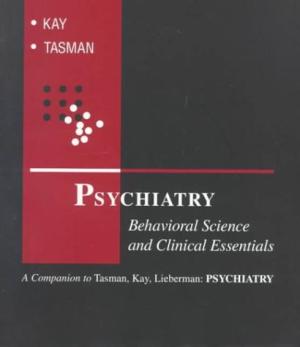 • KAY
• TASMAN
PSYCHIATRY
Behavioral Science
and Clinical Essentials
A Companion to Tasman, Kay, Lieberman: PSYCHIATRY